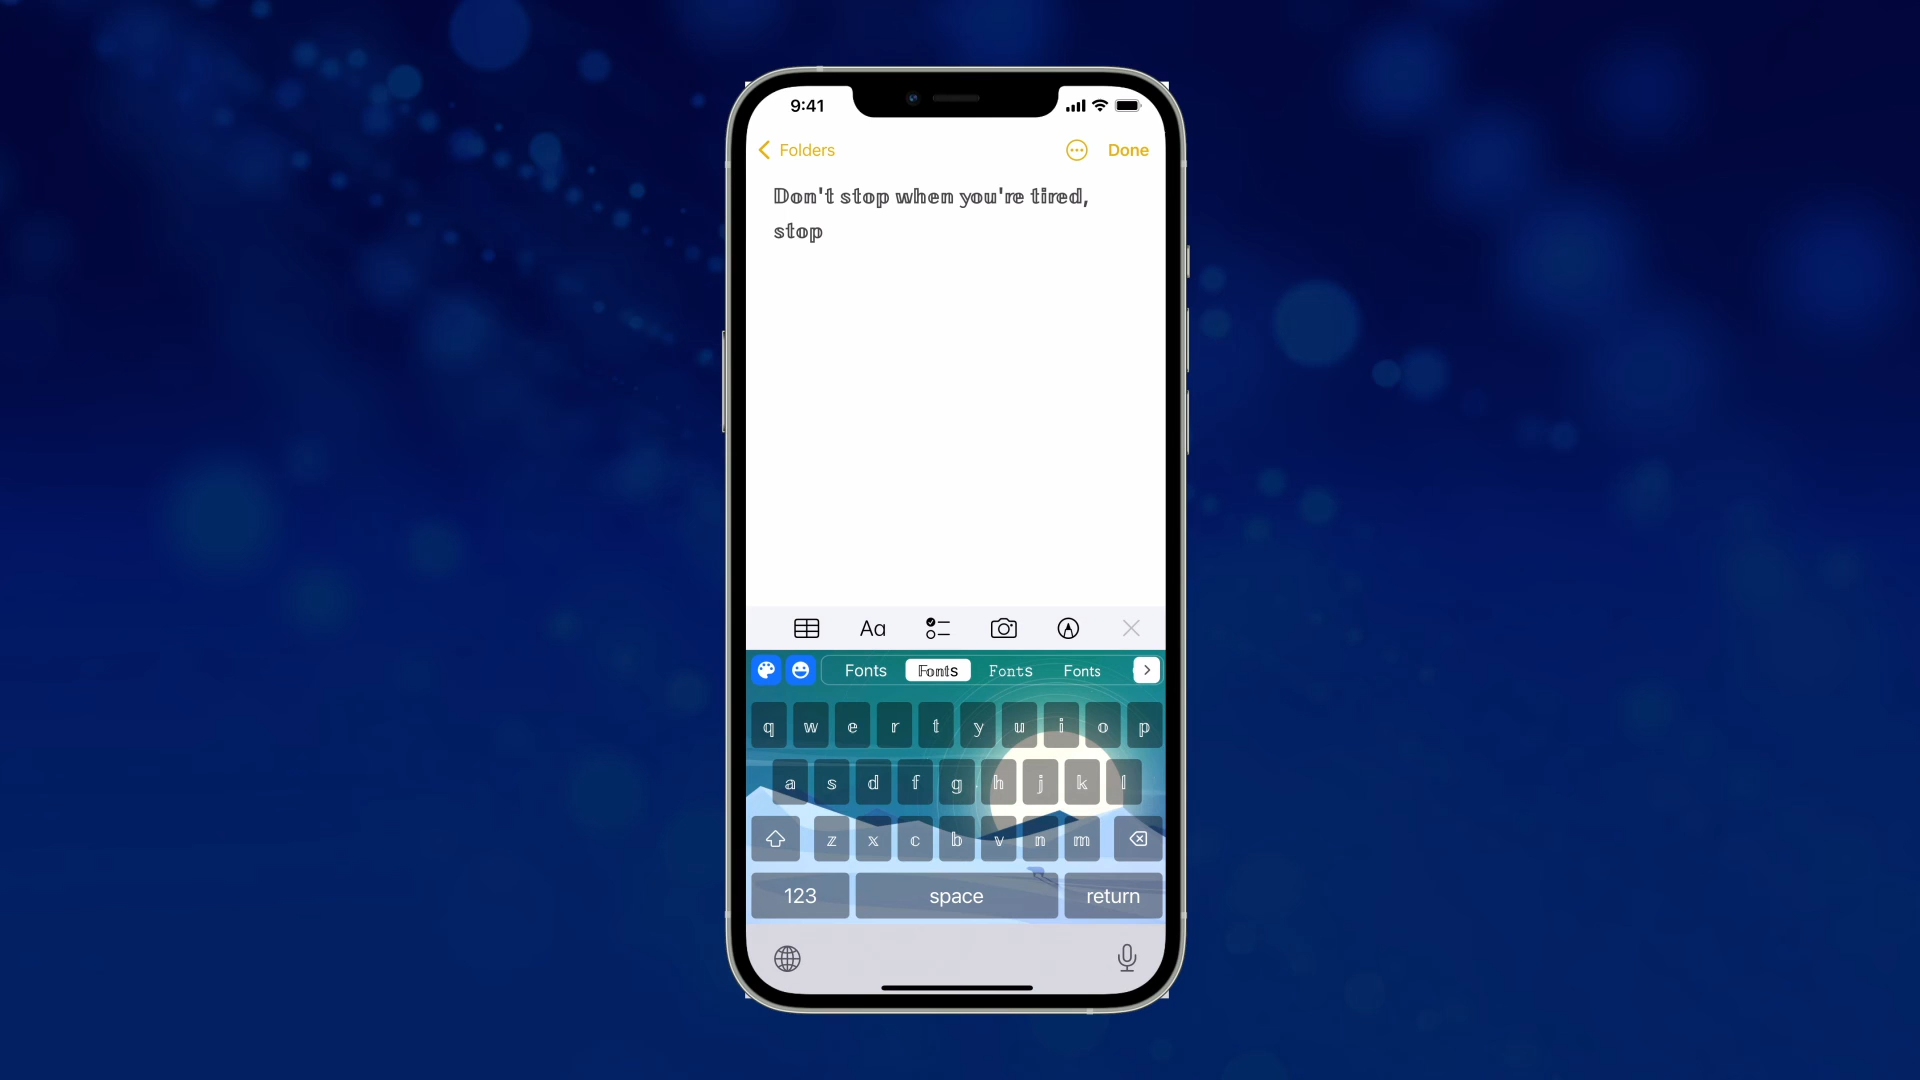 9:41
Folders
Done
Don't stop when you're tired,
stop
Aa
Fonts Fonts Fonts Fonts
q w e r t y u i o p
a s d f g h j k l
z x c b v n m
123 space return